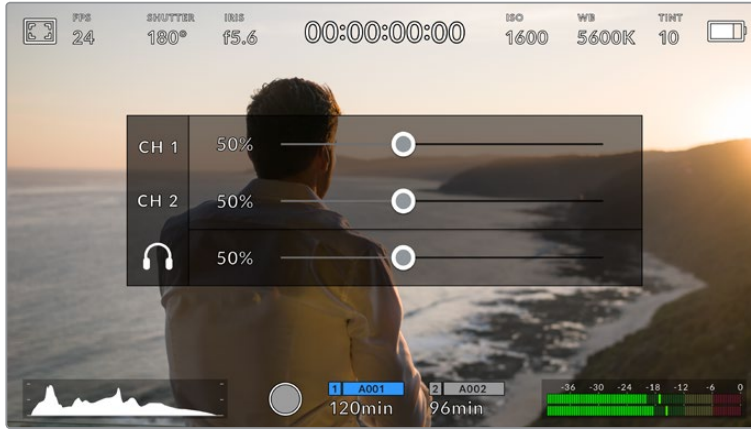 FPS SHUTTER IRIS ISO WB TINT
24 180° f5.6 00:00:00:00 1600 5600K 10
CH 1 50%
CH 2 50%
50%
1 A001 2 A002
120min 96min
-36 -30 -24 -18 -12 -6 0